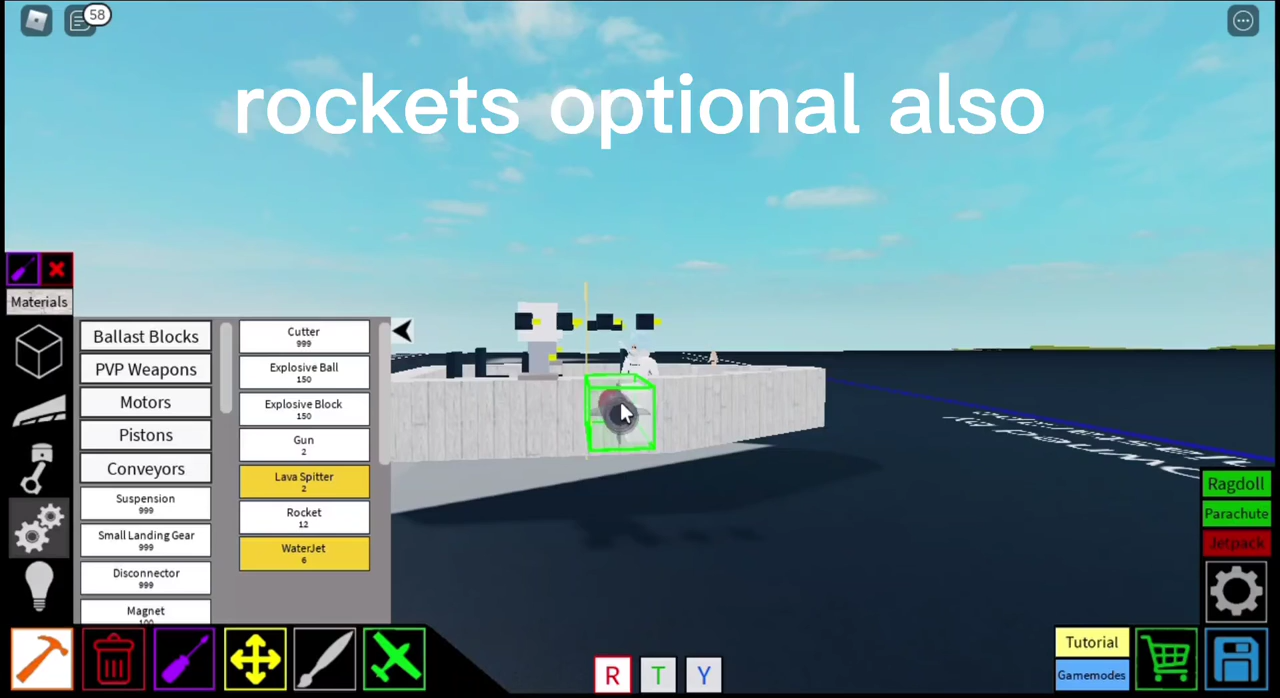 58
rockets optional also
Materials
Ballast Blocks
PVP Weapons
Motors
Pistons
Conveyors
Suspension
999
Small Landing Gear
999
Disconnector
999
Magnet
100
Cutter
999
Explosive Ball
150
Explosive Block
150
Gun
2
Lava Spitter
2
Rocket
12
WaterJet
6
Ragdoll
Parachute
Jetpack
Tutorial
Gamemodes
R T Y